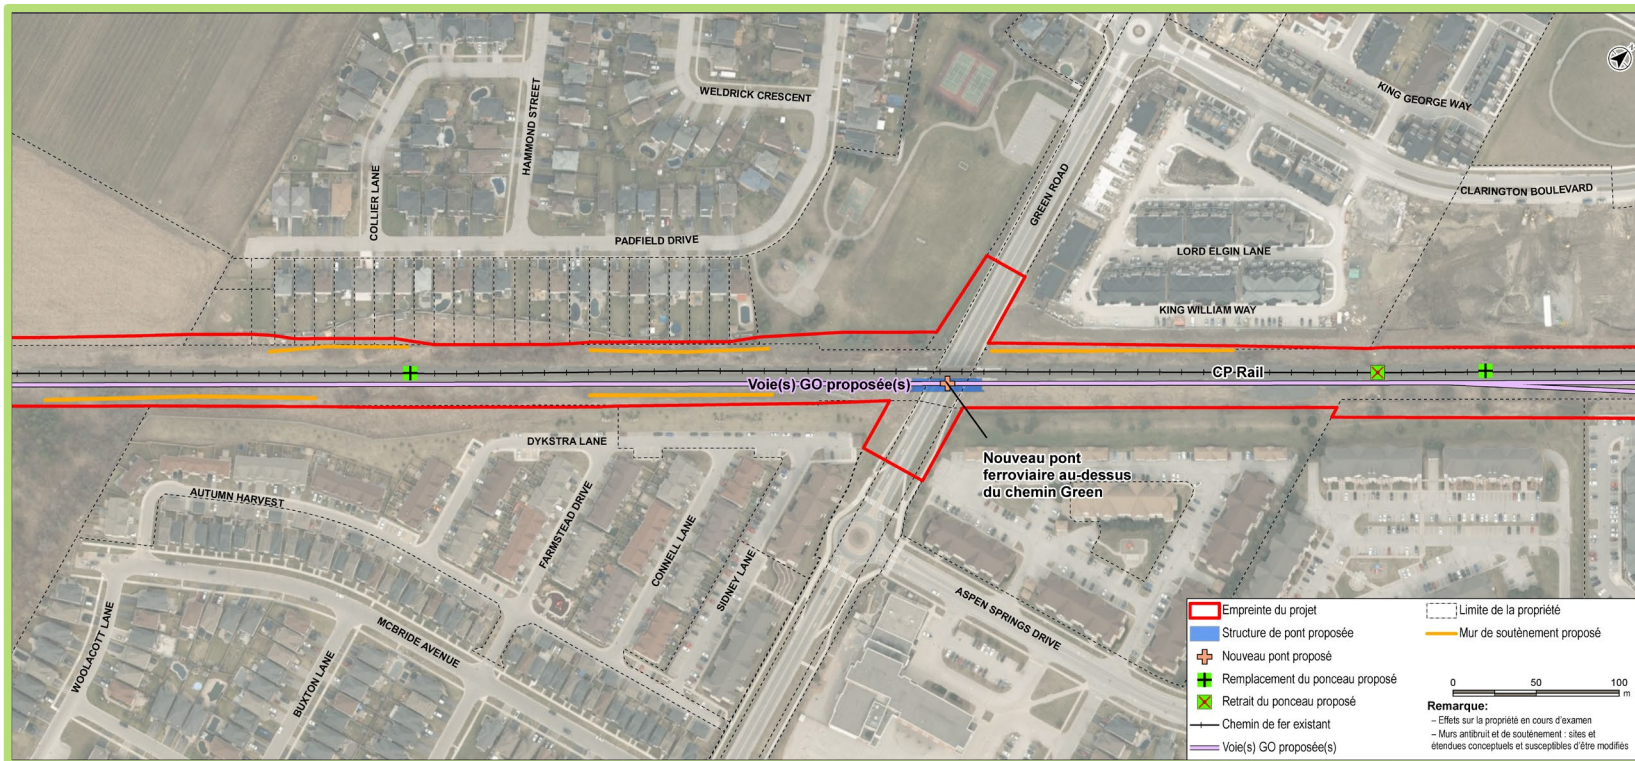 WELDRICK CRESCENT
KING GEORGE WAY
HAMMOND STREET
COLLIER LANE
GREEN ROAD
CLARINGTON BOULEVARD
PADFIELD DRIVE
LORD ELGIN LANE
KING WILLIAM WAY
CP Rail
Voie(s) GO proposée(s)
DYKSTRA LANE
Nouveau pont
ferroviaire au-dessus
du chemin Green
AUTUMN HARVEST
FARMSTEAD DRIVE
CONNELL LANE
SIDNEY LANE
ASPEN SPRINGS DRIVE
WOOLACOTT LANE
BUXTON LANE
MCBRIDE AVENUE
Empreinte du projet
Structure de pont proposée
Nouveau pont proposé
Remplacement du ponceau proposé
Retrait du ponceau proposé
Chemin de fer existant
Voie(s) GO proposée(s)
Limite de la propriété
Mur de soutènement proposé
0 50 100
m
Remarque:
– Effets sur la propriété en cours d'examen
– Murs antibruit et de soutènement : sites et
étendues conceptuels et susceptibles d'être modifiés